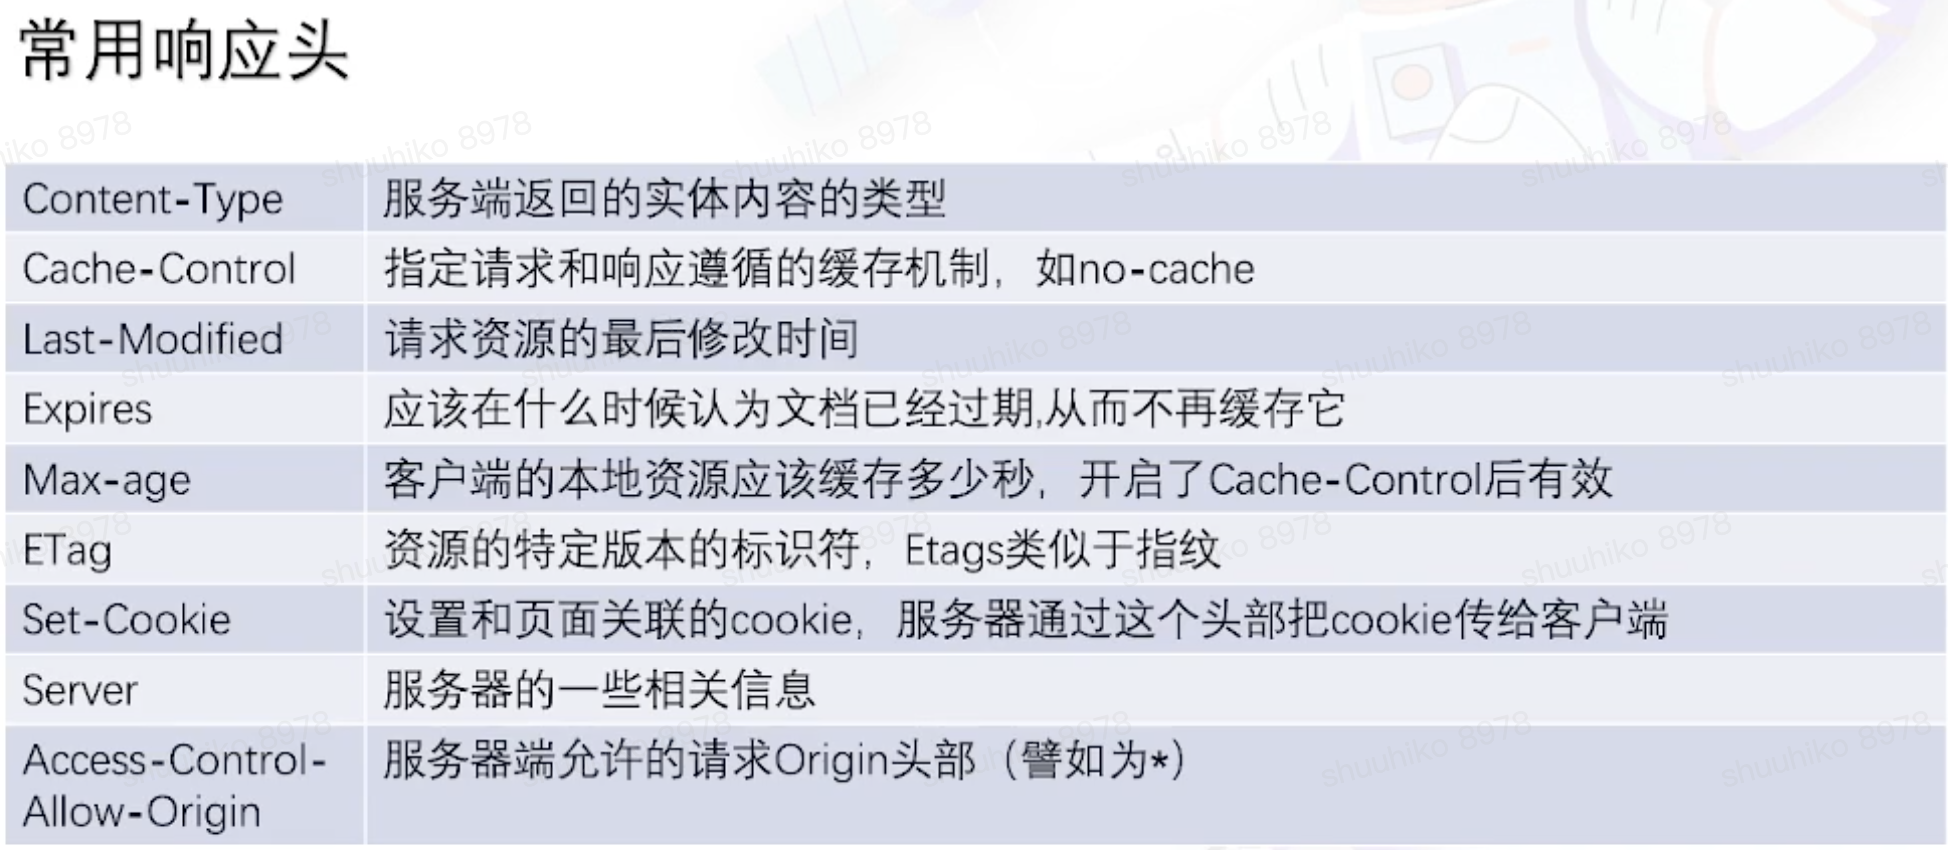 常用响应头
shuuhiko 8978
Content-Type 服务端返回的实体内容的类型
Cache-Control 指定请求和响应遵循的缓存机制，如no-cache
Last-Modified 请求资源的最后修改时间
Expires 应该在什么时候认为文档已经过期,从而不再缓存它
Max-age 客户端的本地资源应该缓存多少秒，开启了Cache-Control后有效
ETag 资源的特定版本的标识符，Etags类似于指纹
Set-Cookie 设置和页面关联的cookie，服务器通过这个头部把cookie传给客户端
Server 服务器的一些相关信息
Access-Control- 服务器端允许的请求Origin头部（譬如为*）
Allow-Origin